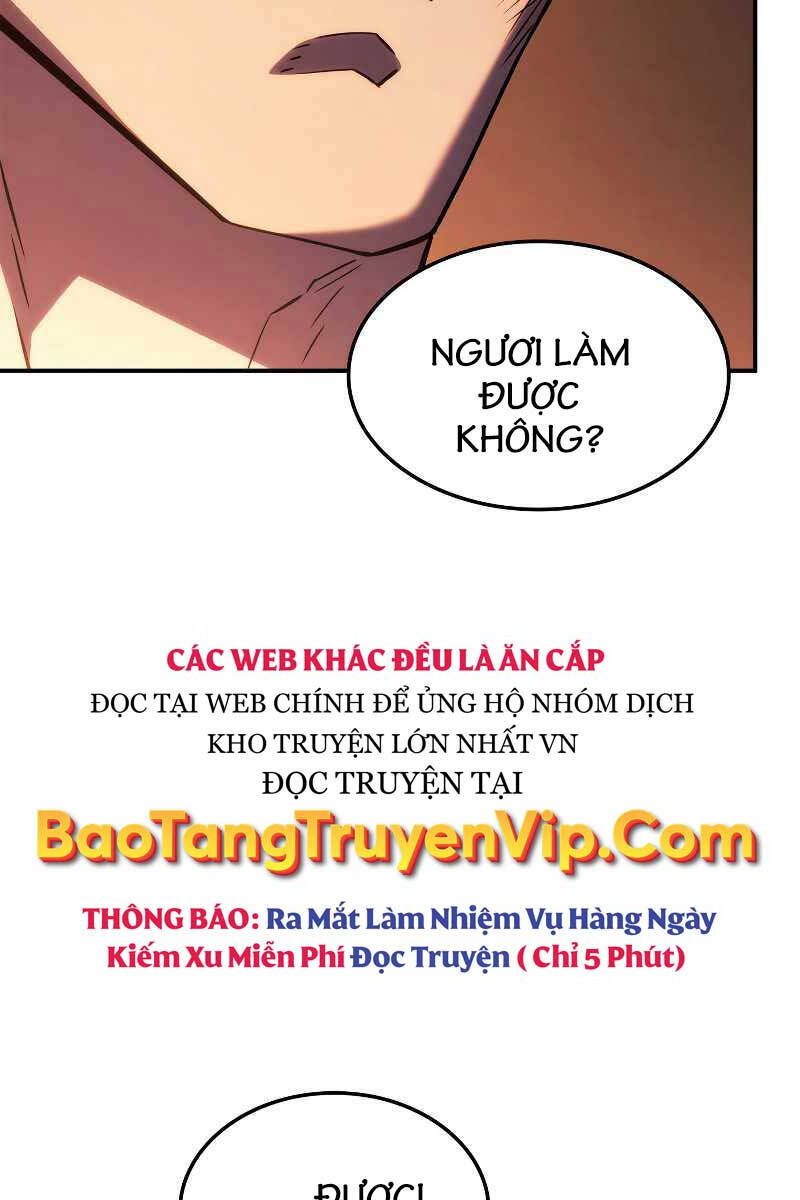 NGƯƠI LÀM
ĐƯỢC
KHÔNG?
CÁC WEB KHÁC ĐỀU LÀ ĂN CẮP
ĐỌC TẠI WEB CHÍNH ĐỂ ỦNG HỘ NHÓM DỊCH
KHO TRUYỆN LỚN NHẤT VN
ĐỌC TRUYỆN TẠI
BaoTangTruyenVip.Com
THÔNG BÁO: Ra Mắt Làm Nhiệm Vụ Hàng Ngày
Kiếm Xu Miễn Phí Đọc Truyện ( Chỉ 5 Phút)